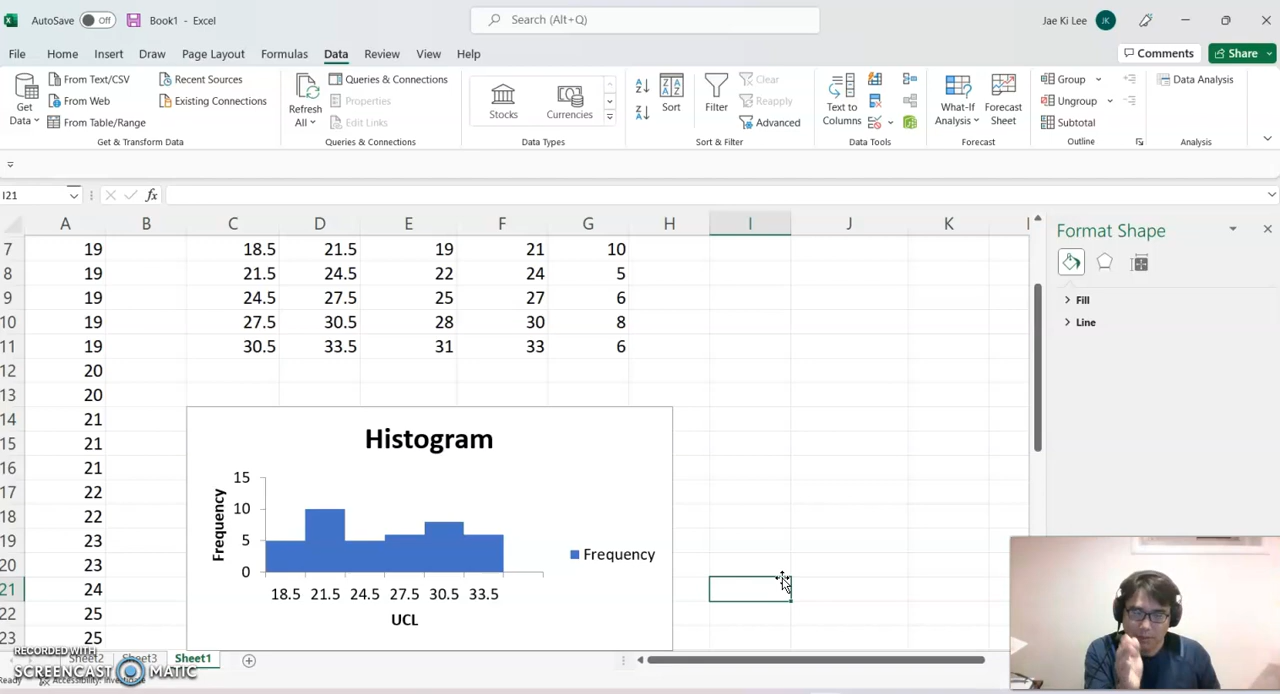 AutoSave Off Book1 - Excel Search (Alt+Q) Jae Ki Lee JK
File Home Insert Draw Page Layout Formulas Data Review View Help Comments Share
Get Data
From Text/CSV
From Web
From Table/Range
Recent Sources
Existing Connections
Get & Transform Data
Refresh All
Queries & Connections
Properties
Edit Links
Queries & Connections
Stocks Currencies
Data Types
Sort Filter
Clear
Reapply
Advanced
Sort & Filter
Text to Columns
Data Tools
What-If Analysis
Forecast Sheet
Forecast
Group
Ungroup
Subtotal
Outline
Data Analysis
Analysis
I21 fx
A B C D E F G H I J K
7 19 18.5 21.5 19 21 10
8 19 21.5 24.5 22 24 5
9 19 24.5 27.5 25 27 6
10 19 27.5 30.5 28 30 8
11 19 30.5 33.5 31 33 6
12 20
13 20
14 21
15 21
16 21
17 22
18 22
19 23
20 23
21 24
22 25
23 25
Histogram
Frequency
15
10
5
0
18.5 21.5 24.5 27.5 30.5 33.5
UCL
Frequency
Format Shape
Fill
Line
Sheet2 Sheet3 Sheet1
RECORDED WITH
SCREENCAST MATIC
Ready